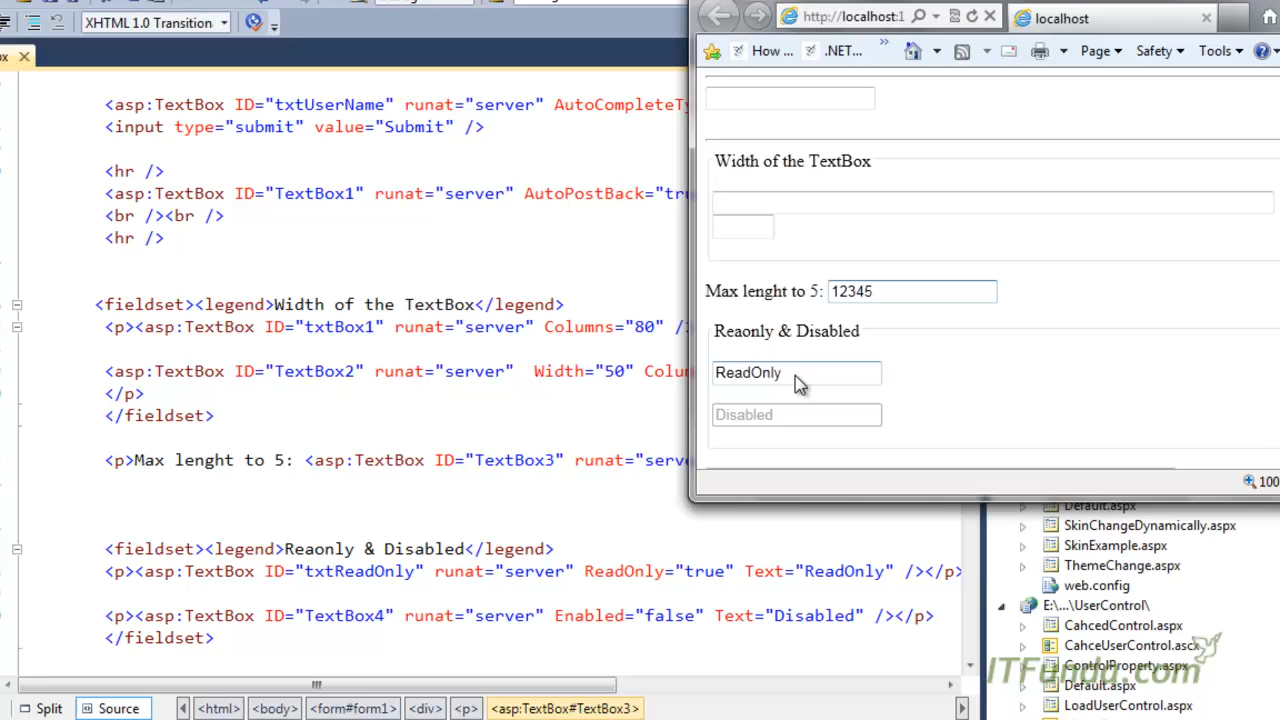 XHTML 1.0 Transition
<asp:TextBox ID="txtUserName" runat="server" AutoCompleteTy
<input type="submit" value="Submit" />
<hr />
<asp:TextBox ID="TextBox1" runat="server" AutoPostBack="tru
<br /><br />
<hr />
<fieldset><legend>Width of the TextBox</legend>
<p><asp:TextBox ID="txtBox1" runat="server" Columns="80" /
<asp:TextBox ID="TextBox2" runat="server" Width="50" Colum
</p>
</fieldset>
<p>Max lenght to 5: <asp:TextBox ID="TextBox3" runat="serve
<fieldset><legend>Reaonly & Disabled</legend>
<p><asp:TextBox ID="txtReadOnly" runat="server" ReadOnly="true" Text="ReadOnly" /></p>
<p><asp:TextBox ID="TextBox4" runat="server" Enabled="false" Text="Disabled" /></p>
</fieldset>
Split Source <html> <body> <form#form1> <div> <p> <asp:TextBox#TextBox3>
http://localhost:1 localhost
How ... .NET... Page Safety Tools
Width of the TextBox
Max lenght to 5: 12345
Reaonly & Disabled
ReadOnly
Disabled
100
Default.aspx
SkinChangeDynamically.aspx
SkinExample.aspx
ThemeChange.aspx
web.config
E:\...\UserControl\
CahcedControl.aspx
CahceUserControl.ascx
ControlProperty.aspx
Default.aspx
LoadUserControl.aspx
ITFunda.com